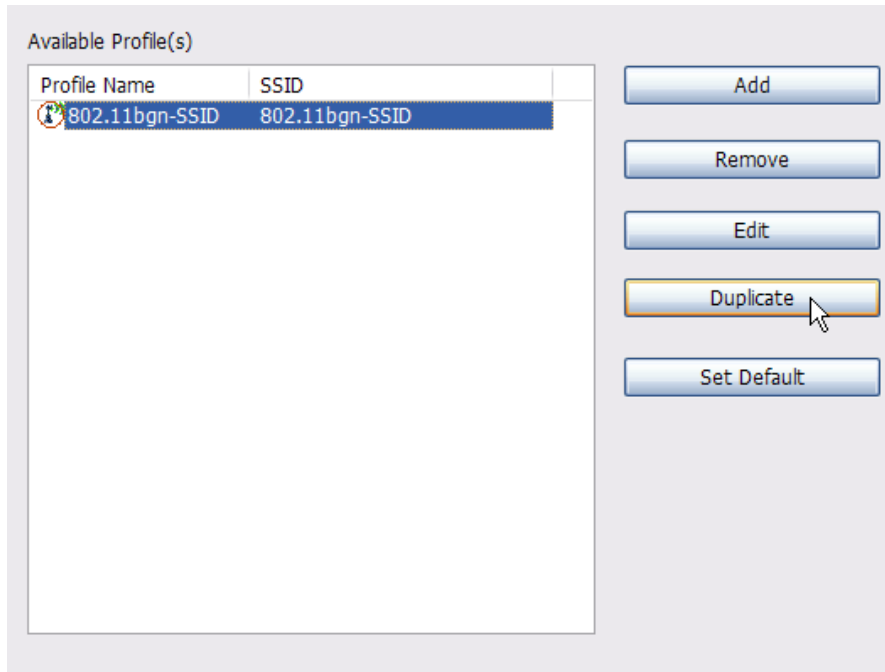 Available Profile(s)
Profile Name SSID
802.11bgn-SSID 802.11bgn-SSID
Add
Remove
Edit
Duplicate
Set Default